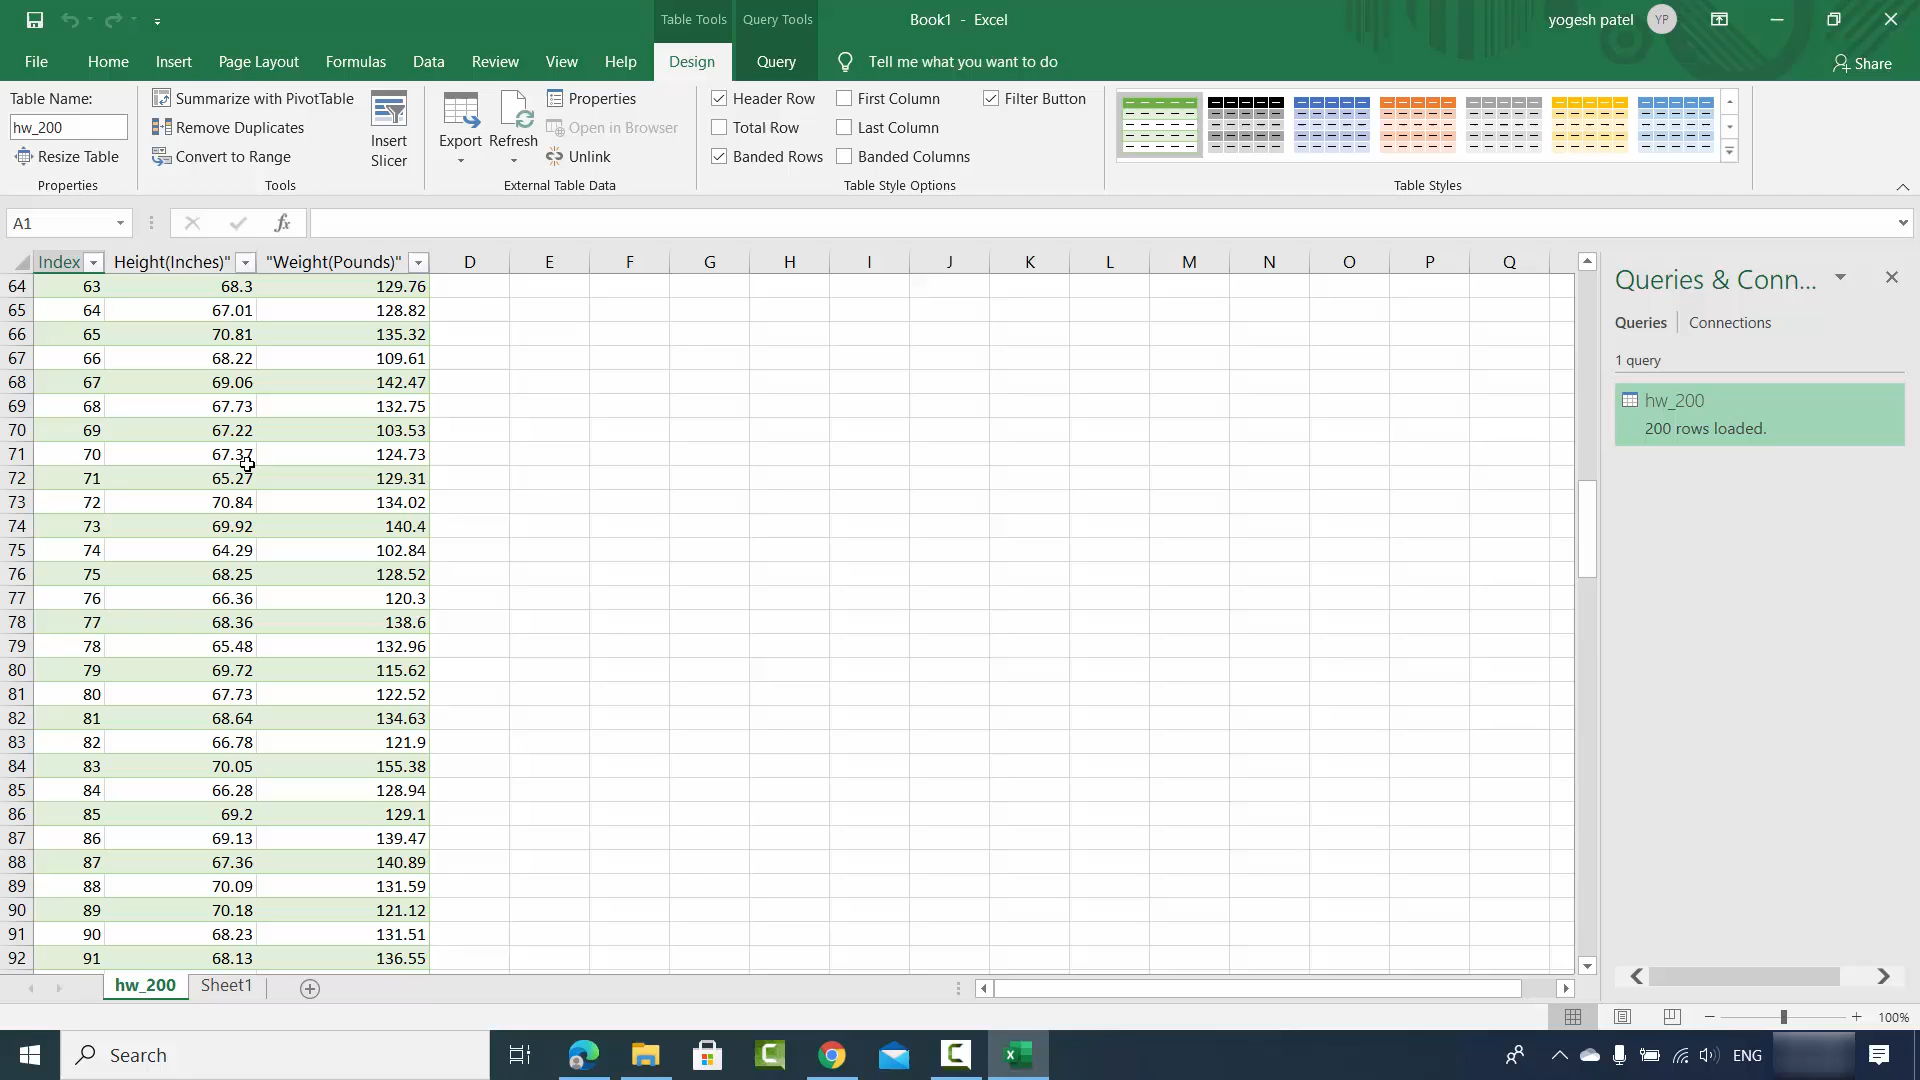 Table Tools Query Tools Book1 - Excel yogesh patel YP
File Home Insert Page Layout Formulas Data Review View Help Design Query Tell me what you want to do Share
Table Name:
hw_200
Resize Table
Properties
Summarize with PivotTable
Remove Duplicates
Convert to Range
Tools
Insert
Slicer
Export
Refresh
Properties
Open in Browser
Unlink
External Table Data
Header Row First Column Filter Button
Total Row Last Column
Banded Rows Banded Columns
Table Style Options
Table Styles
A1 fx
Index Height(Inches)" "Weight(Pounds)" D E F G H I J K L M N O P Q
64 63 68.3 129.76
65 64 67.01 128.82
66 65 70.81 135.32
67 66 68.22 109.61
68 67 69.06 142.47
69 68 67.73 132.75
70 69 67.22 103.53
71 70 67.37 124.73
72 71 65.27 129.31
73 72 70.84 134.02
74 73 69.92 140.4
75 74 64.29 102.84
76 75 68.25 128.52
77 76 66.36 120.3
78 77 68.36 138.6
79 78 65.48 132.96
80 79 69.72 115.62
81 80 67.73 122.52
82 81 68.64 134.63
83 82 66.78 121.9
84 83 70.05 155.38
85 84 66.28 128.94
86 85 69.2 129.1
87 86 69.13 139.47
88 87 67.36 140.89
89 88 70.09 131.59
90 89 70.18 121.12
91 90 68.23 131.51
92 91 68.13 136.55
Queries & Conn...
Queries Connections
1 query
hw_200
200 rows loaded.
hw_200 Sheet1
100%
Search
ENG